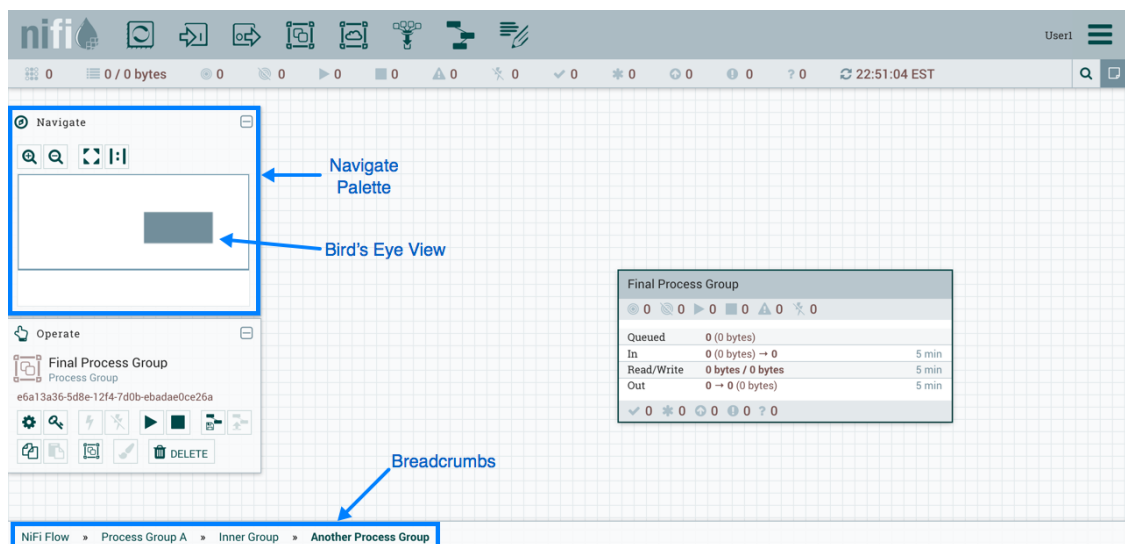 nifi
User1
0 0 / 0 bytes 0 0 0 0 0 0 0 0 0 0 ? 0 22:51:04 EST
Navigate
Navigate
Palette
Bird's Eye View
Operate
Final Process Group
Process Group
e6a13a36-5d8e-12f4-7d0b-ebadae0ce26a
DELETE
Final Process Group
0 0 0 0 0 0
Queued 0 (0 bytes)
In 0 (0 bytes) → 0 5 min
Read/Write 0 bytes / 0 bytes 5 min
Out 0 → 0 (0 bytes) 5 min
0 0 0 0 ? 0
Breadcrumbs
NiFi Flow » Process Group A » Inner Group » Another Process Group